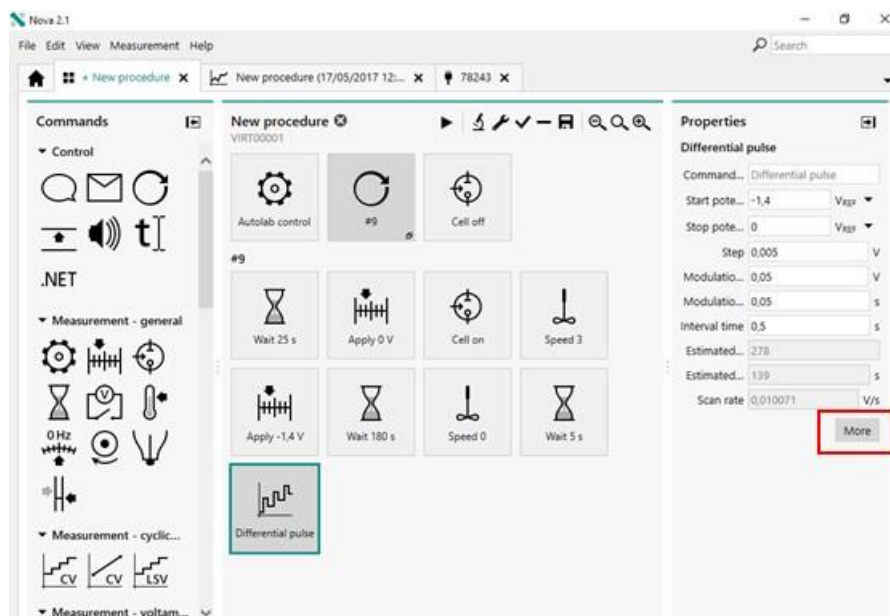 Nova 2.1
File Edit View Measurement Help
Search
New procedure
New procedure (17/05/2017 12:...
78243
Commands
Control
.NET
Measurement - general
0 Hz
Measurement - cyclic...
CV CV LSV
Measurement - voltam...
New procedure
VIRT00001
Autolab control
#9
Cell off
#9
Wait 25 s
Apply 0 V
Cell on
Speed 3
Apply -1,4 V
Wait 180 s
Speed 0
Wait 5 s
Differential pulse
Properties
Differential pulse
Command... Differential pulse
Start pote... -1,4 VREF
Stop pote... 0 VREF
Step 0,005 V
Modulatio... 0,05 V
Modulatio... 0,05 s
Interval time 0,5 s
Estimated... 278
Estimated... 139 s
Scan rate 0,010071 V/s
More